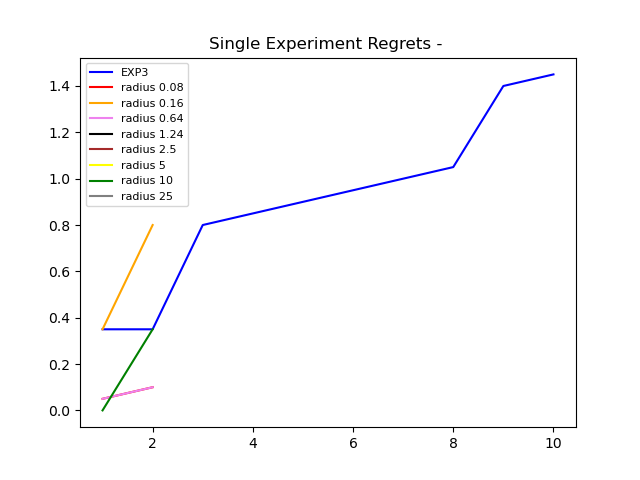 Single Experiment Regrets -
EXP3
radius 0.08
radius 0.16
radius 0.64
radius 1.24
radius 2.5
radius 5
radius 10
radius 25
1.4
1.2
1.0
0.8
0.6
0.4
0.2
0.0
2 4 6 8 10